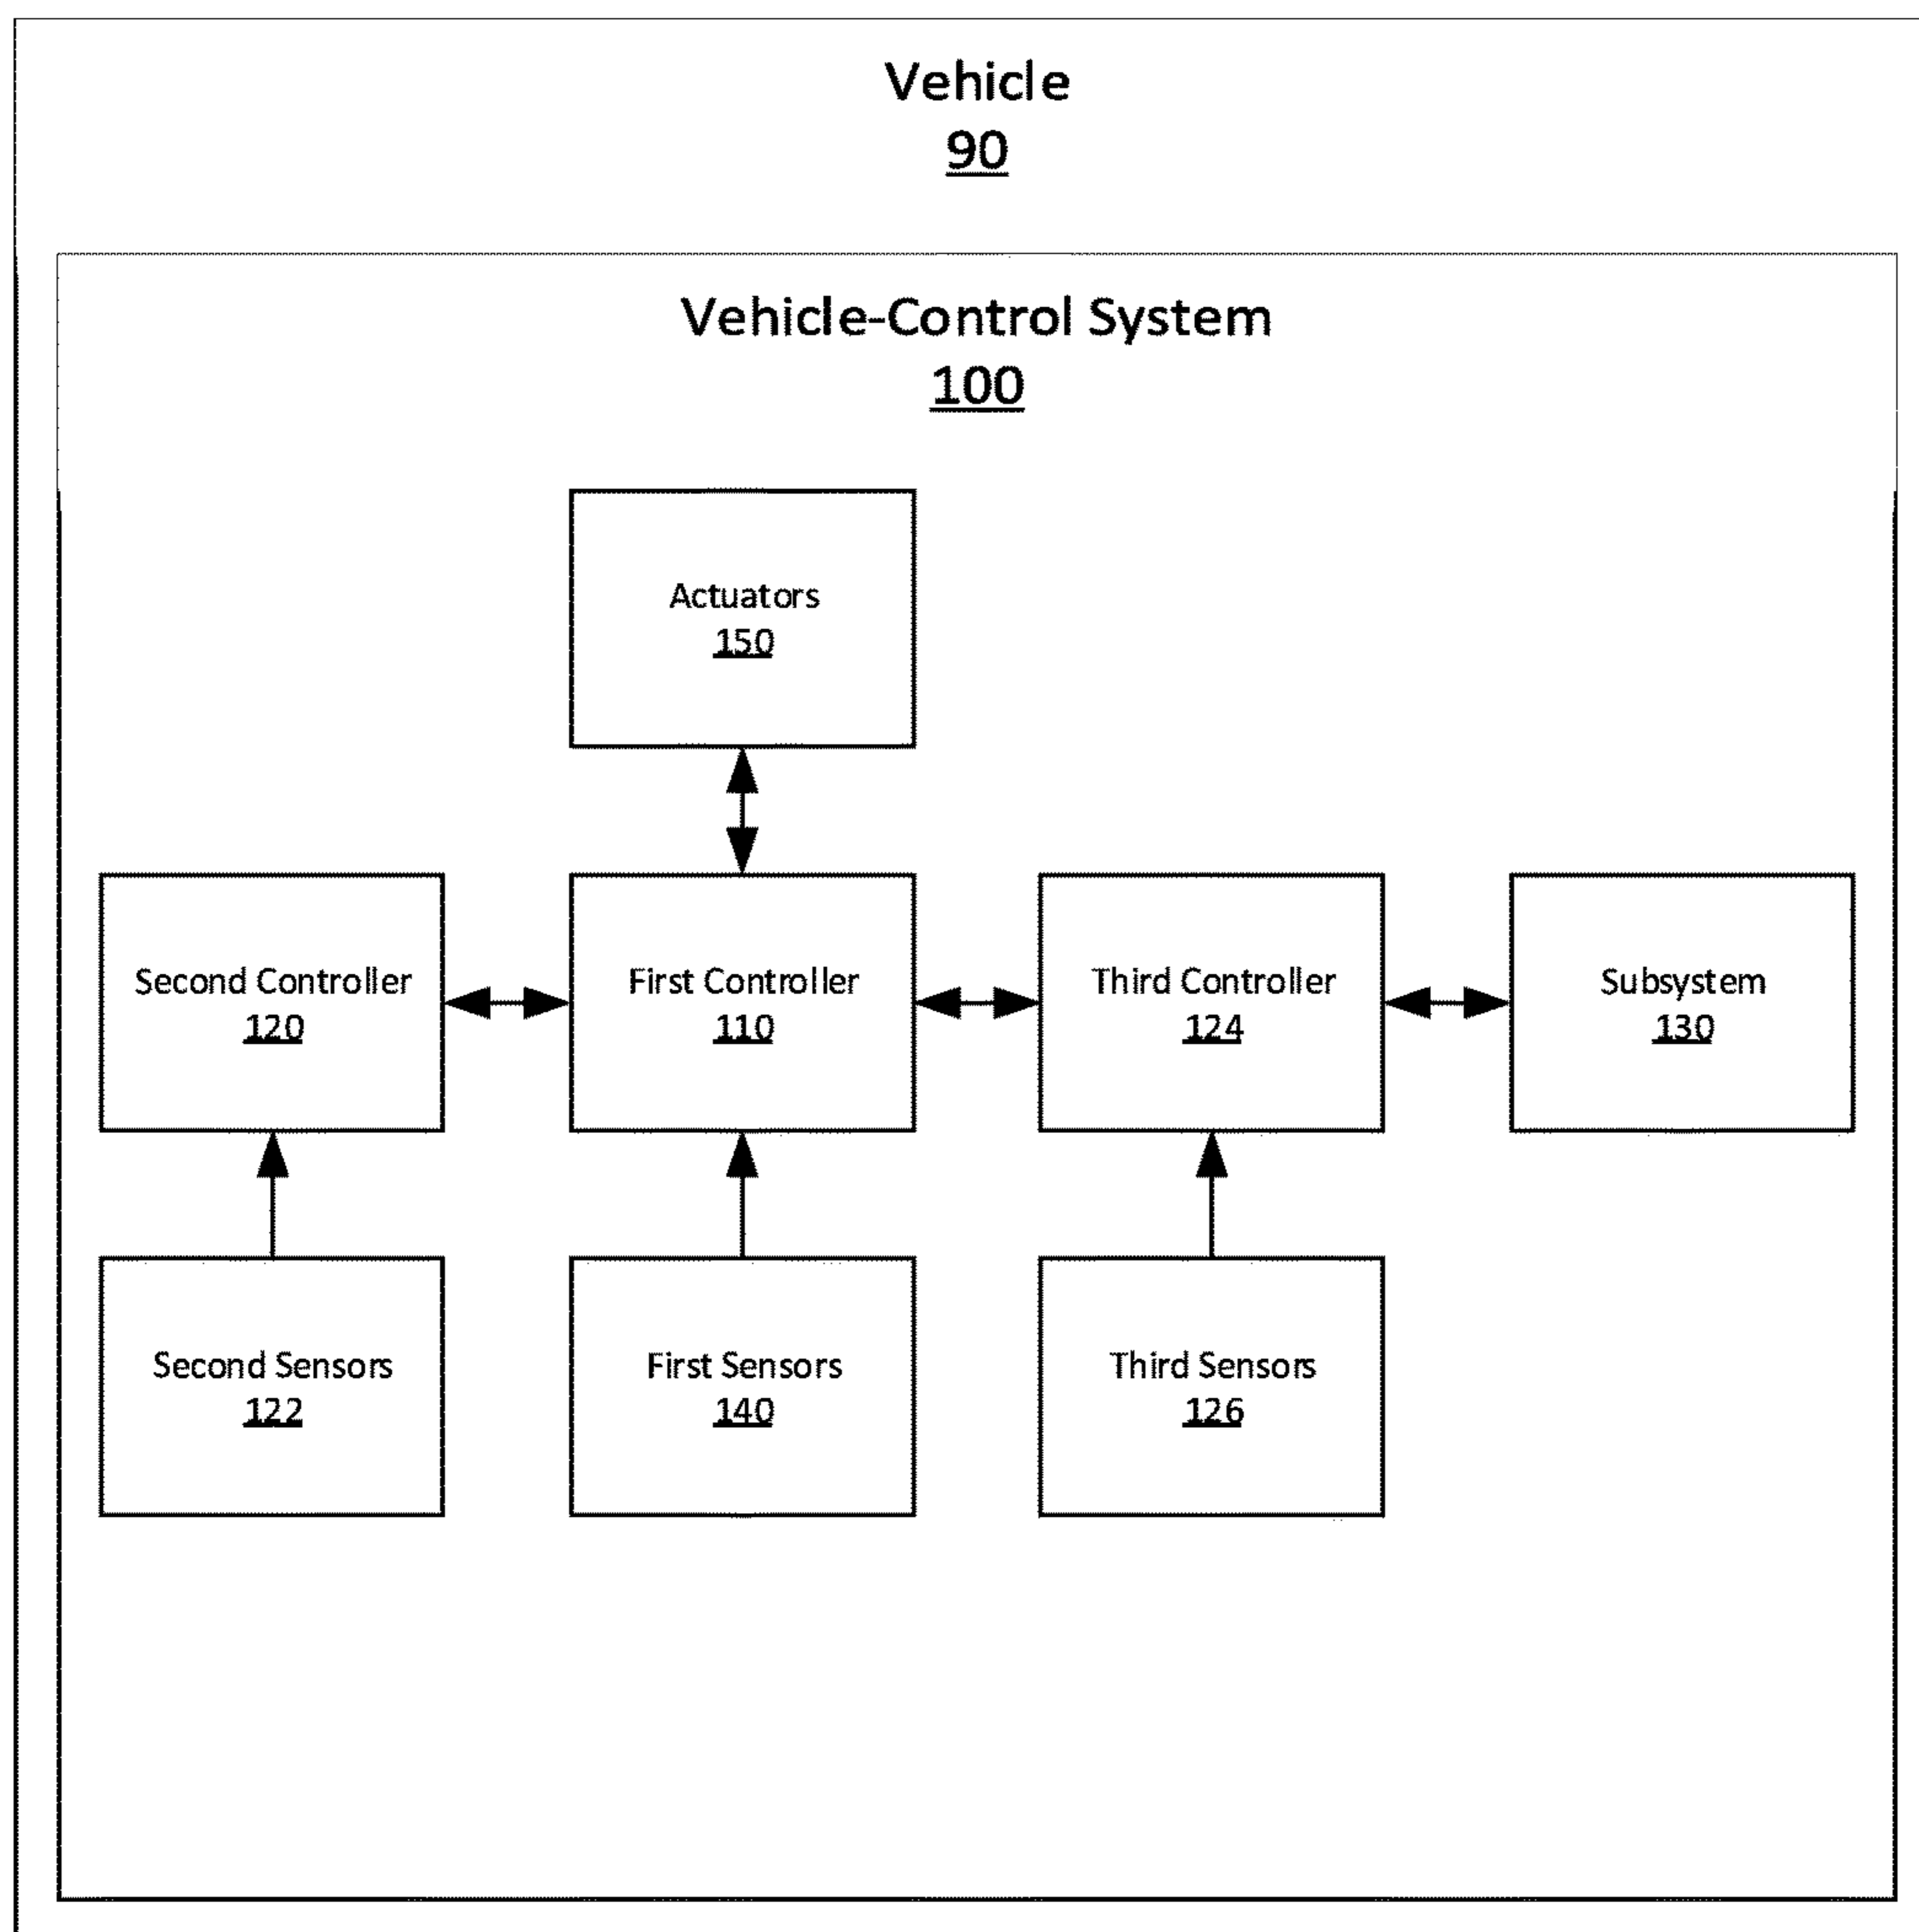 Vehicle
90
Vehicle-Control System
100
Actuators
150
Second Controller
120
First Controller
110
Third Controller
124
Subsystem
130
Second Sensors
122
First Sensors
140
Third Sensors
126